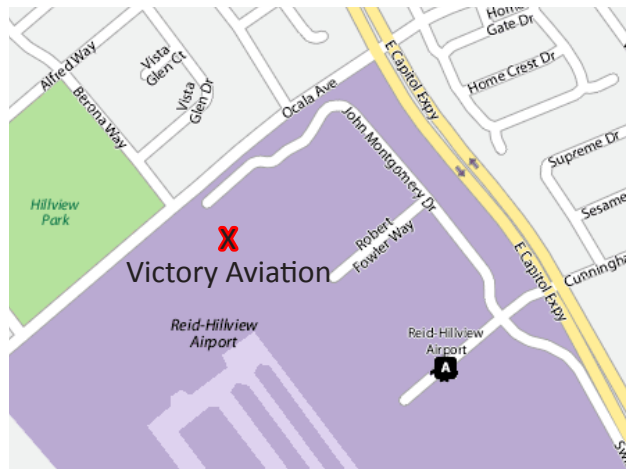 Home
Gate Dr
Vista
Glen Ct
Alfred Way
E Capitol Expy
Home Crest Dr
Vista
Glen Dr
Ocala Ave
Berona Way
John Montgomery Dr
Supreme Dr
Hillview
Park
Sesame
X
Robert
Fowler Way
Victory Aviation
E Capitol Expy
Cunningha
Reid-Hillview
Airport
Reid-Hillview
Airport
A
Sw